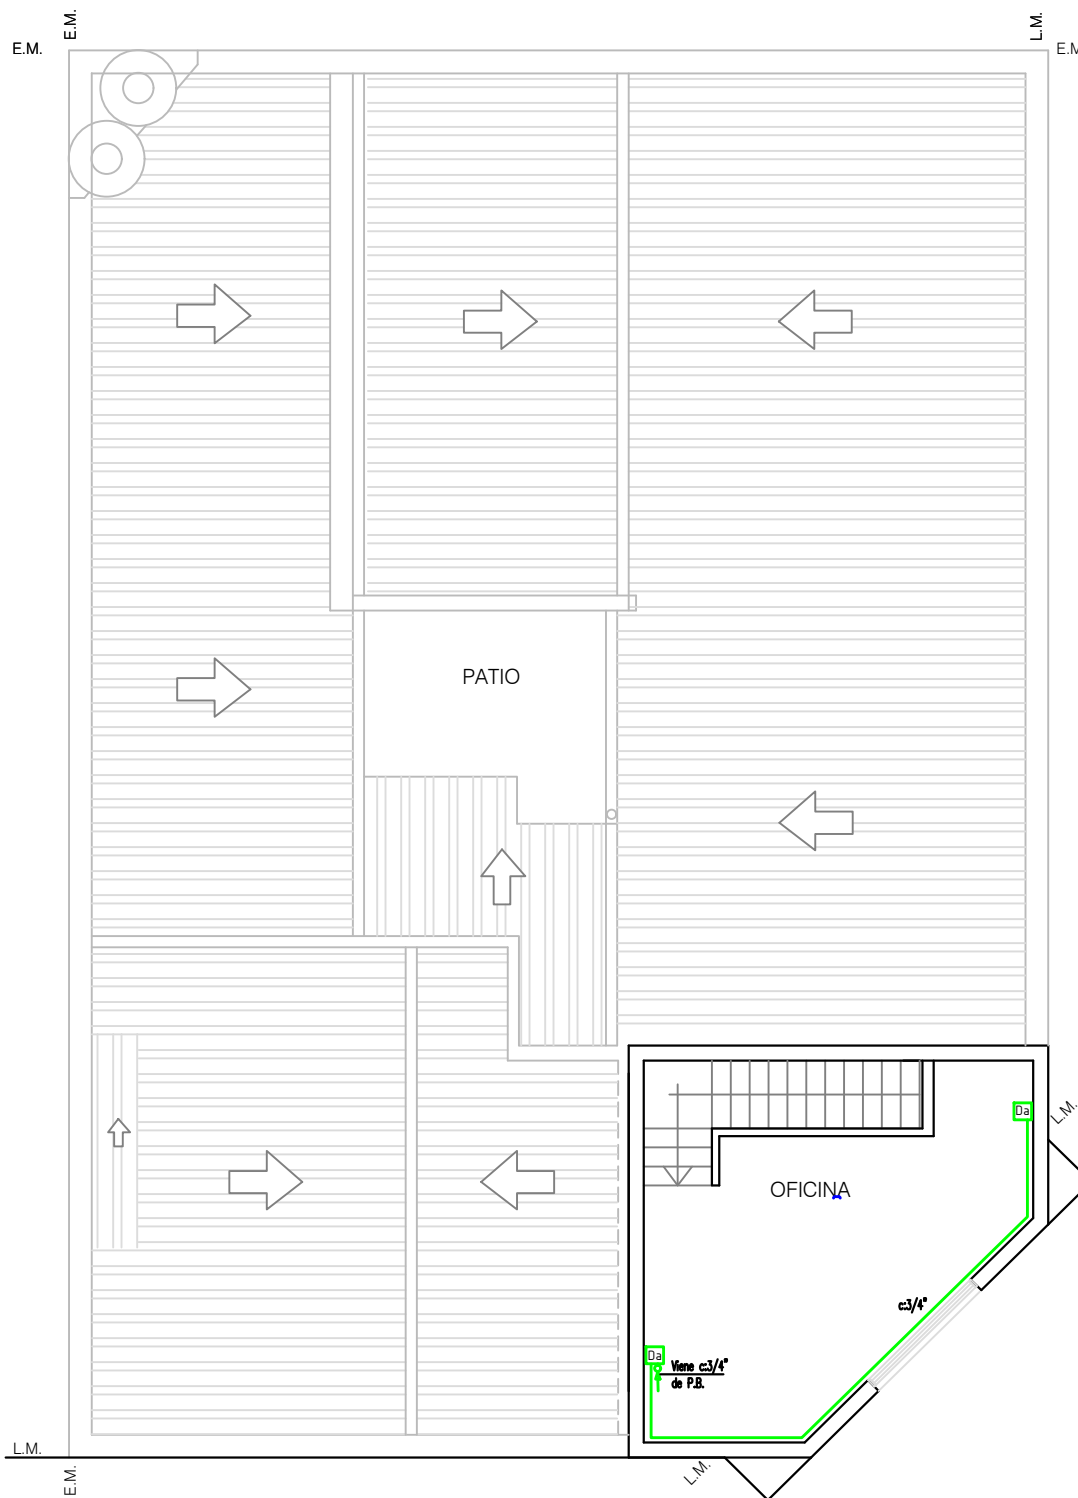 E.M.
L.M.
E.M.
E.M
PATIO
Da
L.M.
OFICINA
c:3/4"
Da
Viene c:3/4"
de P.B.
L.M.
L.M.
E.M.